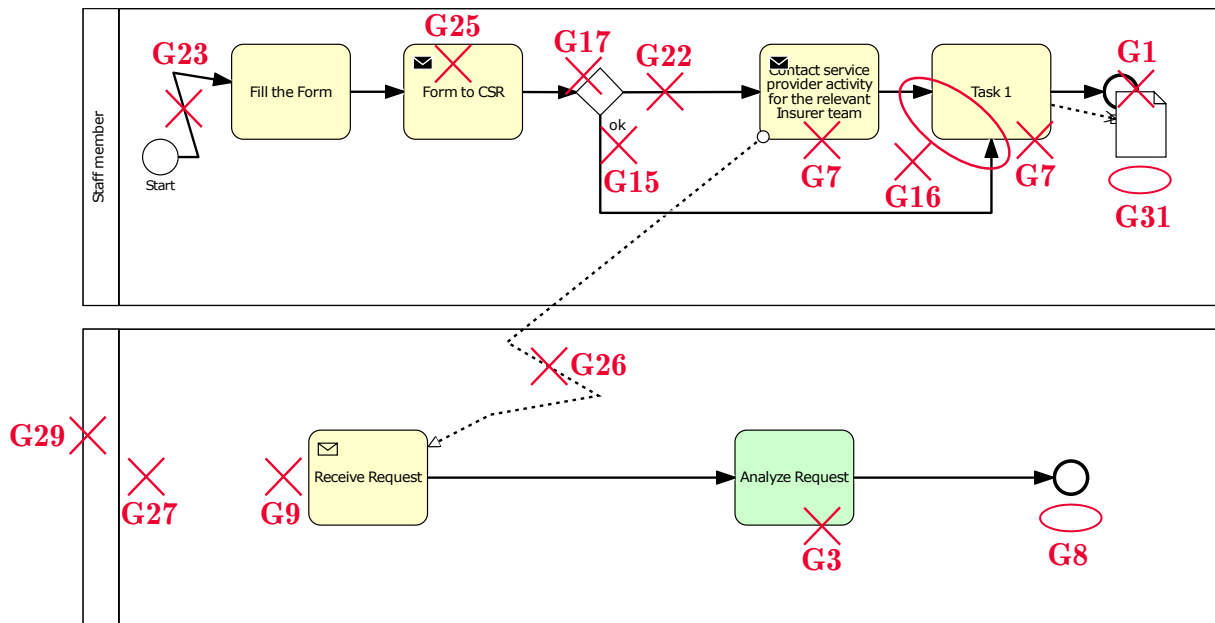 G25
G17
G22
G1
G23
Contact service
provider activity
for the relevant
Insurer team
Fill the Form
Form to CSR
Task 1
ok
Staff member
G15
G7
G16
G7
Start
G31
G26
G29
Receive Request
Analyze Request
G27
G9
G3
G8